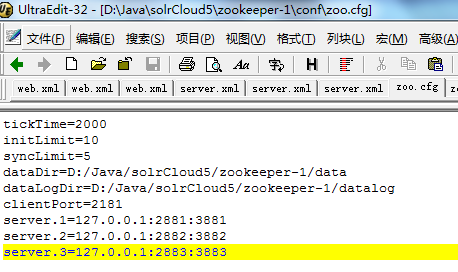 UltraEdit-32 - [D:\Java\solrCloud5\zookeeper-1\conf\zoo.cfg]
文件(F) 编辑(E) 搜索(S) 项目(P) 视图(V) 格式(T) 列块(L) 宏(M) 高级(A)
web.xml web.xml web.xml server.xml server.xml server.xml zoo.cfg
tickTime=2000
initLimit=10
syncLimit=5
dataDir=D:/Java/solrCloud5/zookeeper-1/data
dataLogDir=D:/Java/solrCloud5/zookeeper-1/datalog
clientPort=2181
server.1=127.0.0.1:2881:3881
server.2=127.0.0.1:2882:3882
server.3=127.0.0.1:2883:3883